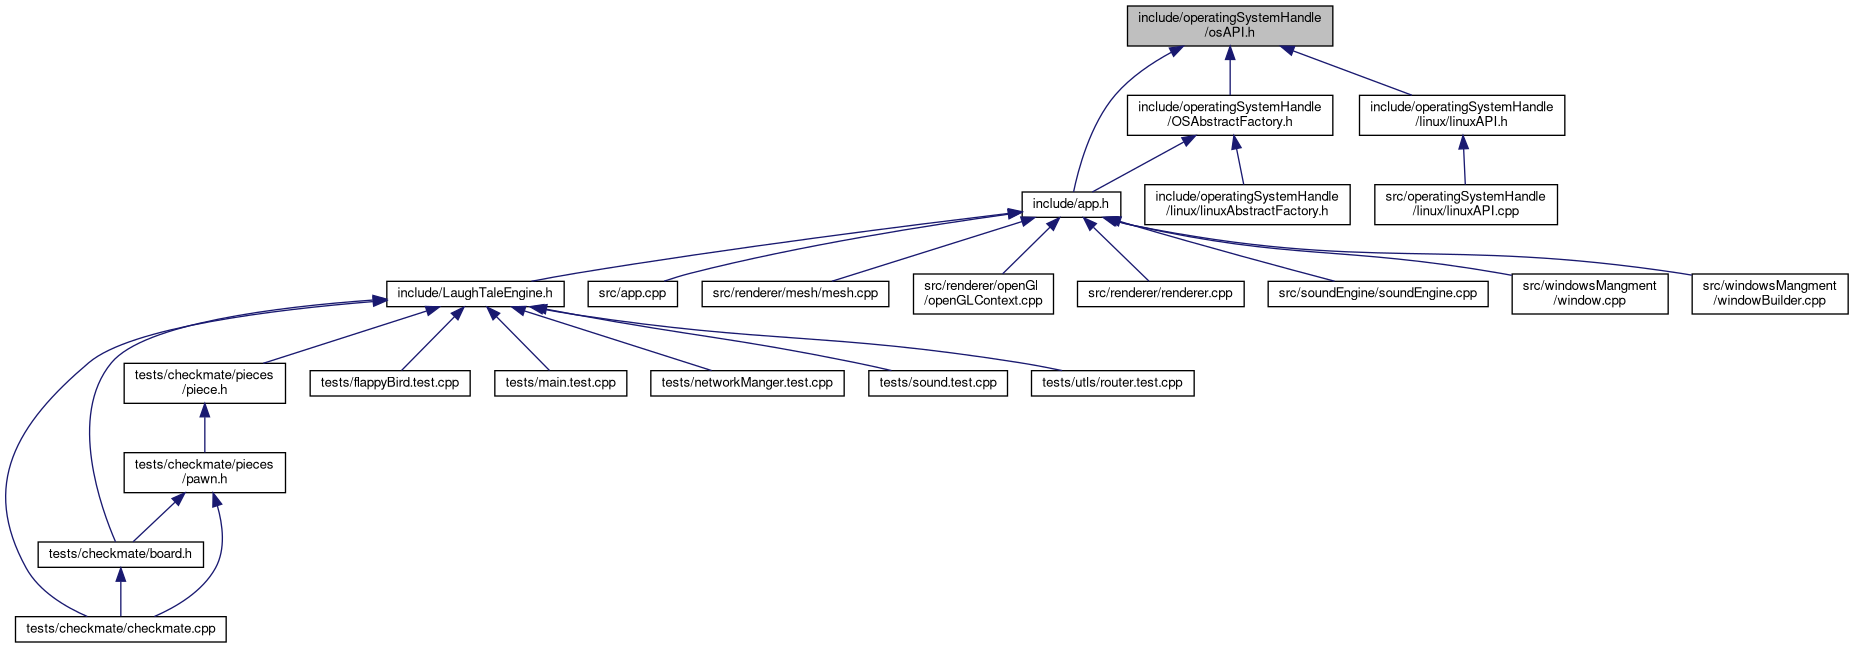 include/operatingSystemHandle
/osAPI.h
include/operatingSystemHandle
/OSAbstractFactory.h
include/operatingSystemHandle
/linux/linuxAPI.h
include/app.h
include/operatingSystemHandle
/linux/linuxAbstractFactory.h
src/operatingSystemHandle
/linux/linuxAPI.cpp
include/LaughTaleEngine.h
src/app.cpp
src/renderer/mesh/mesh.cpp
src/renderer/openGl
/openGLContext.cpp
src/renderer/renderer.cpp
src/soundEngine/soundEngine.cpp
src/windowsMangment
/window.cpp
src/windowsMangment
/windowBuilder.cpp
tests/checkmate/pieces
/piece.h
tests/flappyBird.test.cpp
tests/main.test.cpp
tests/networkManger.test.cpp
tests/sound.test.cpp
tests/utls/router.test.cpp
tests/checkmate/pieces
/pawn.h
tests/checkmate/board.h
tests/checkmate/checkmate.cpp